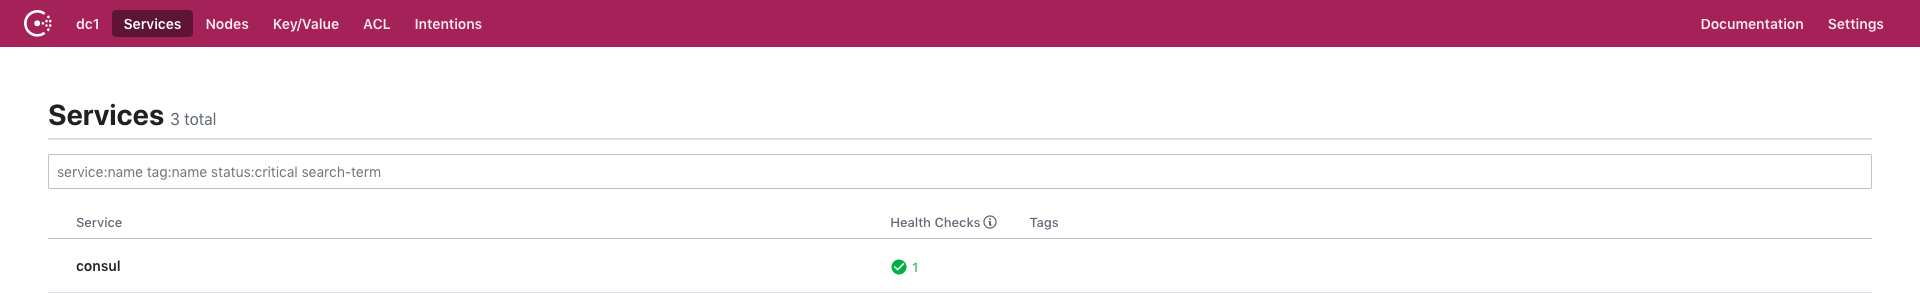 dc1 Services Nodes Key/Value ACL Intentions Documentation Settings
Services 3 total
service:name tag:name status:critical search-term
Service Health Checks Tags
consul 1